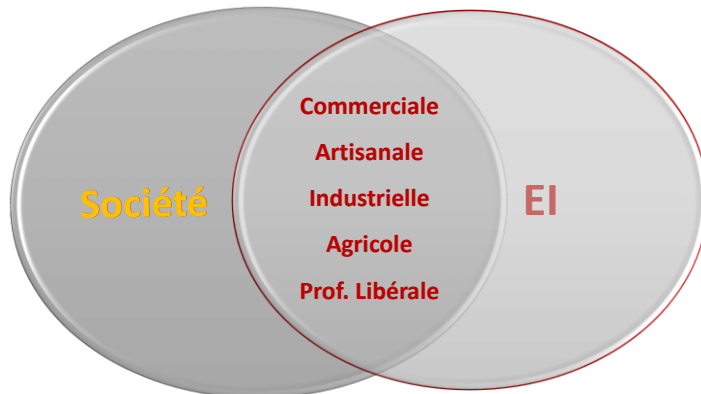 Commerciale
Artisanale
Société
Industrielle
EI
Agricole
Prof. Libérale